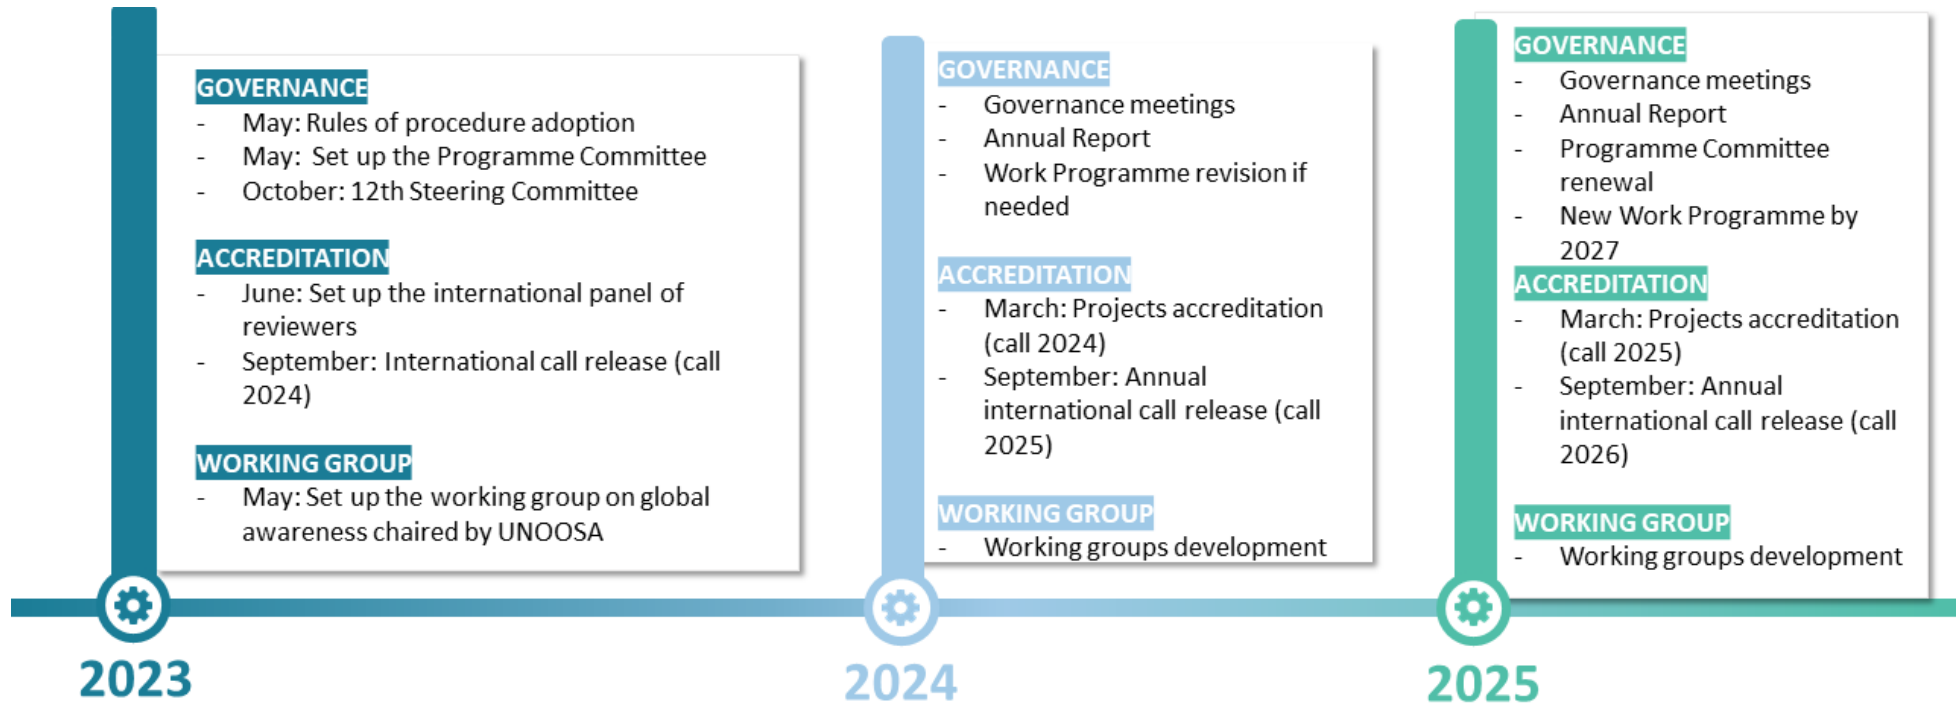 GOVERNANCE
- May: Rules of procedure adoption
- May: Set up the Programme Committee
- October: 12th Steering Committee
ACCREDITATION
- June: Set up the international panel of
reviewers
- September: International call release (call
2024)
WORKING GROUP
- May: Set up the working group on global
awareness chaired by UNOOSA
2023
GOVERNANCE
- Governance meetings
- Annual Report
- Work Programme revision if
needed
ACCREDITATION
- March: Projects accreditation
(call 2024)
- September: Annual
international call release (call
2025)
WORKING GROUP
- Working groups development
2024
GOVERNANCE
- Governance meetings
- Annual Report
- Programme Committee
renewal
- New Work Programme by
2027
ACCREDITATION
- March: Projects accreditation
(call 2025)
- September: Annual
international call release (call
2026)
WORKING GROUP
- Working groups development
2025